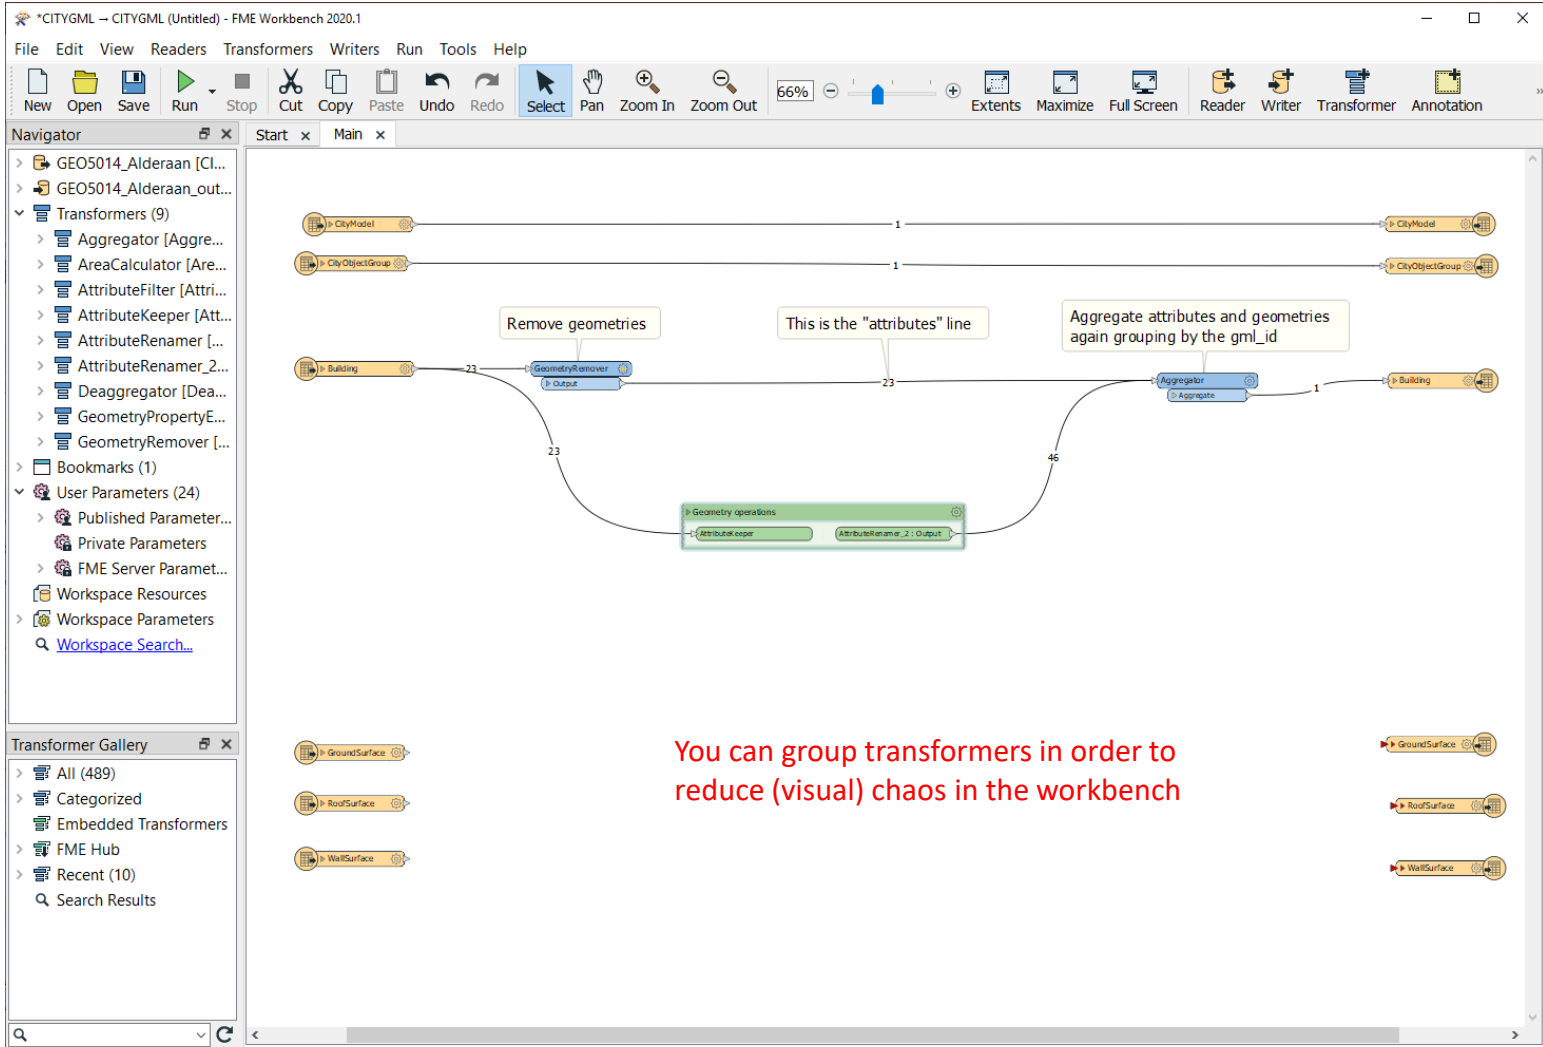 *CITYGML → CITYGML (Untitled) - FME Workbench 2020.1
File Edit View Readers Transformers Writers Run Tools Help
New Open Save Run Stop Cut Copy Paste Undo Redo Select Pan Zoom In Zoom Out 66% Extents Maximize Full Screen Reader Writer Transformer Annotation
Navigator
Start Main
GEO5014_Alderaan [CI...
GEO5014_Alderaan_out...
Transformers (9)
Aggregator [Aggre...
AreaCalculator [Are...
AttributeFilter [Attri...
AttributeKeeper [Att...
AttributeRenamer [...
AttributeRenamer_2...
Deaggregator [Dea...
GeometryPropertyE...
GeometryRemover [...
Bookmarks (1)
User Parameters (24)
Published Parameter...
Private Parameters
FME Server Paramet...
Workspace Resources
Workspace Parameters
Workspace Search...
Transformer Gallery
All (489)
Categorized
Embedded Transformers
FME Hub
Recent (10)
Search Results
CityModel 1 CityModel
CityObjectGroup 1 CityObjectGroup
Remove geometries
This is the "attributes" line
Aggregate attributes and geometries
again grouping by the gml_id
Building 23 GeometryRemover
Output 23
Aggregator
Aggregate 1 Building
23
46
Geometry operations
AttributeKeeper AttributeRenamer_2 : Output
GroundSurface GroundSurface
RoofSurface RoofSurface
WallSurface WallSurface
You can group transformers in order to
reduce (visual) chaos in the workbench